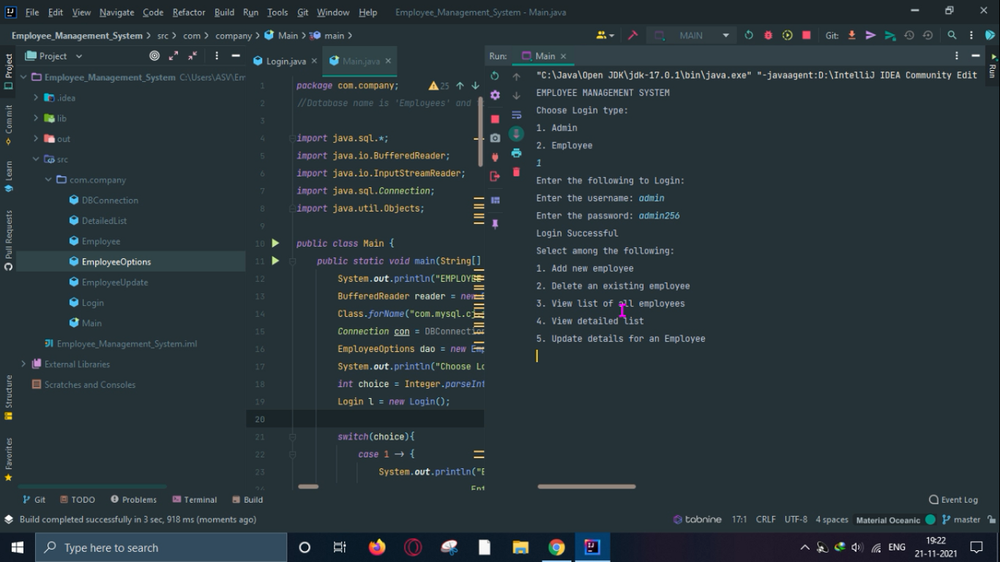 File Edit View Navigate Code Refactor Build Run Tools Git Window Help Employee_Management_System - Main.java
Employee_Management_System src com company Main main MAIN Git:
Project
Employee_Management_System C:\Users\ASV\Em
.idea
lib
out
src
com.company
DBConnection
DetailedList
Employee
EmployeeOptions
EmployeeUpdate
Login
Main
Employee_Management_System.iml
External Libraries
Scratches and Consoles
Project
Commit
Learn
Pull Requests
Structure
Favorites
Login.java Main.java
25
1 package com.company;
2 //Database name is 'Employees' and
3
4 import java.sql.*;
5 import java.io.BufferedReader;
6 import java.io.InputStreamReader;
7 import java.sql.Connection;
8 import java.util.Objects;
9
10 public class Main {
11 public static void main(String[]
12 System.out.println("EMPLOYEE
13 BufferedReader reader = new
14 Class.forName("com.mysql.cj.
15 Connection con = DBConnection
16 EmployeeOptions dao = new Emp
17 System.out.println("Choose Lo
18 int choice = Integer.parseInt
19 Login l = new Login();
20
21 switch(choice){
22 case 1 -> {
23 System.out.println("E
Run: Main
"C:\Java\Open JDK\jdk-17.0.1\bin\java.exe" "-javaagent:D:\IntelliJ IDEA Community Edit
EMPLOYEE MANAGEMENT SYSTEM
Choose Login type:
1. Admin
2. Employee
1
Enter the following to Login:
Enter the username: admin
Enter the password: admin256
Login Successful
Select among the following:
1. Add new employee
2. Delete an existing employee
3. View list of all employees
4. View detailed list
5. Update details for an Employee
Run
Git TODO Problems Terminal Build Event Log
Build completed successfully in 3 sec, 918 ms (moments ago) tabnine 17:1 CRLF UTF-8 4 spaces Material Oceanic master
Type here to search ENG 19:22
21-11-2021